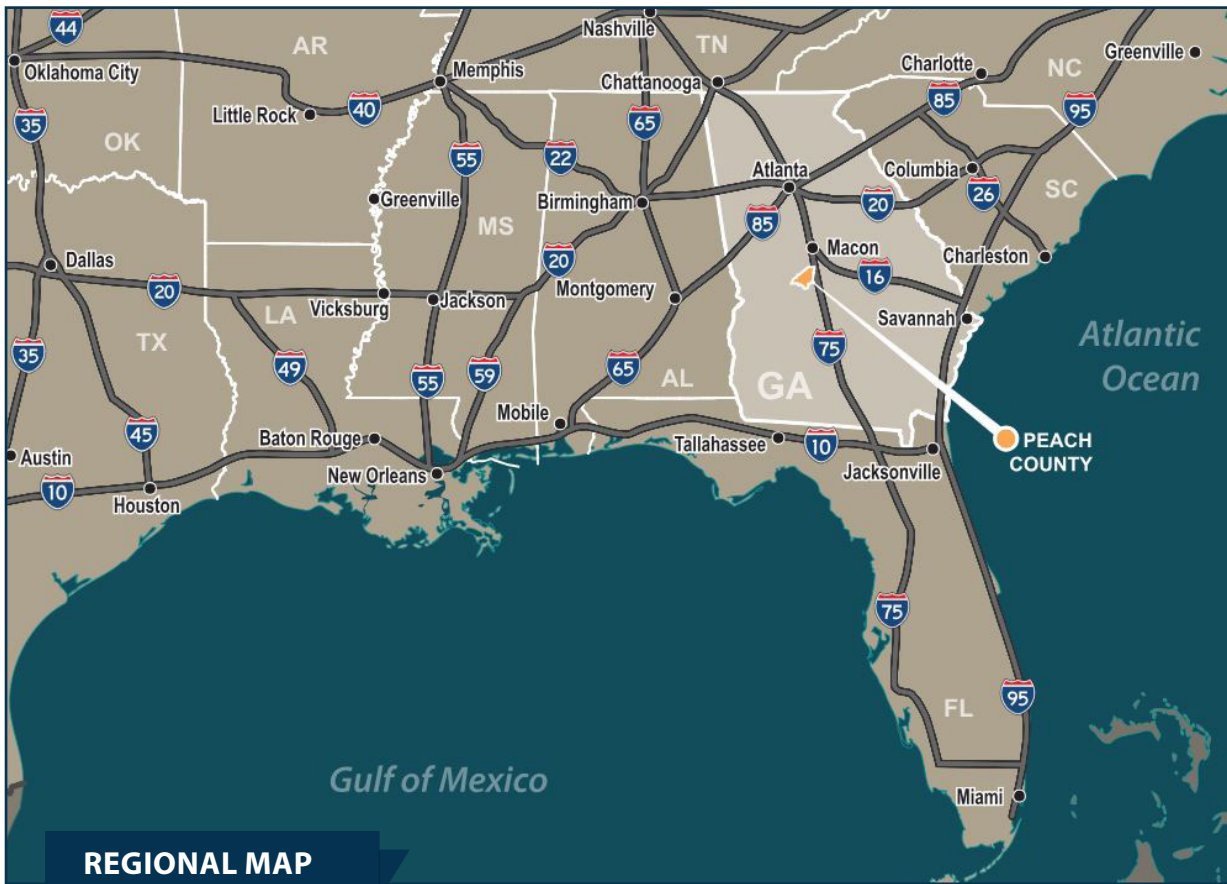 44
AR
Nashville
TN
Charlotte
NC
Greenville
Oklahoma City
Memphis
Chattanooga
85
95
35
Little Rock
40
65
OK
55
22
Atlanta
Columbia
Greenville
MS
Birmingham
85
20
26
SC
Macon
Charleston
Dallas
20
16
20
Vicksburg
Jackson
Montgomery
LA
Savannah
TX
Atlantic
Ocean
35
49
55
59
65
75
AL
GA
Mobile
45
Baton Rouge
Tallahassee
10
Jacksonville
PEACH
COUNTY
Austin
New Orleans
10
Houston
75
95
FL
Gulf of Mexico
Miami
REGIONAL MAP